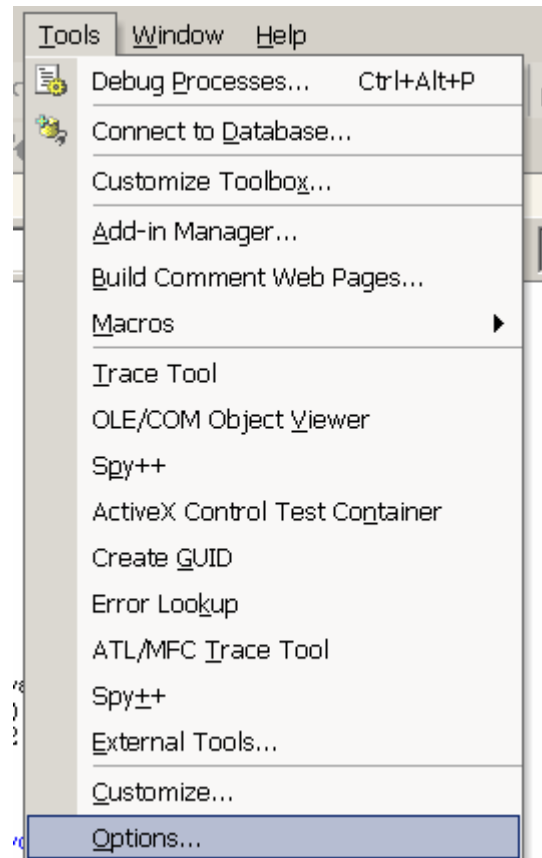 Tools Window Help
Debug Processes... Ctrl+Alt+P
Connect to Database...
Customize Toolbox...
Add-in Manager...
Build Comment Web Pages...
Macros
Trace Tool
OLE/COM Object Viewer
Spy++
ActiveX Control Test Container
Create GUID
Error Lookup
ATL/MFC Trace Tool
Spy++
External Tools...
Customize...
Options...